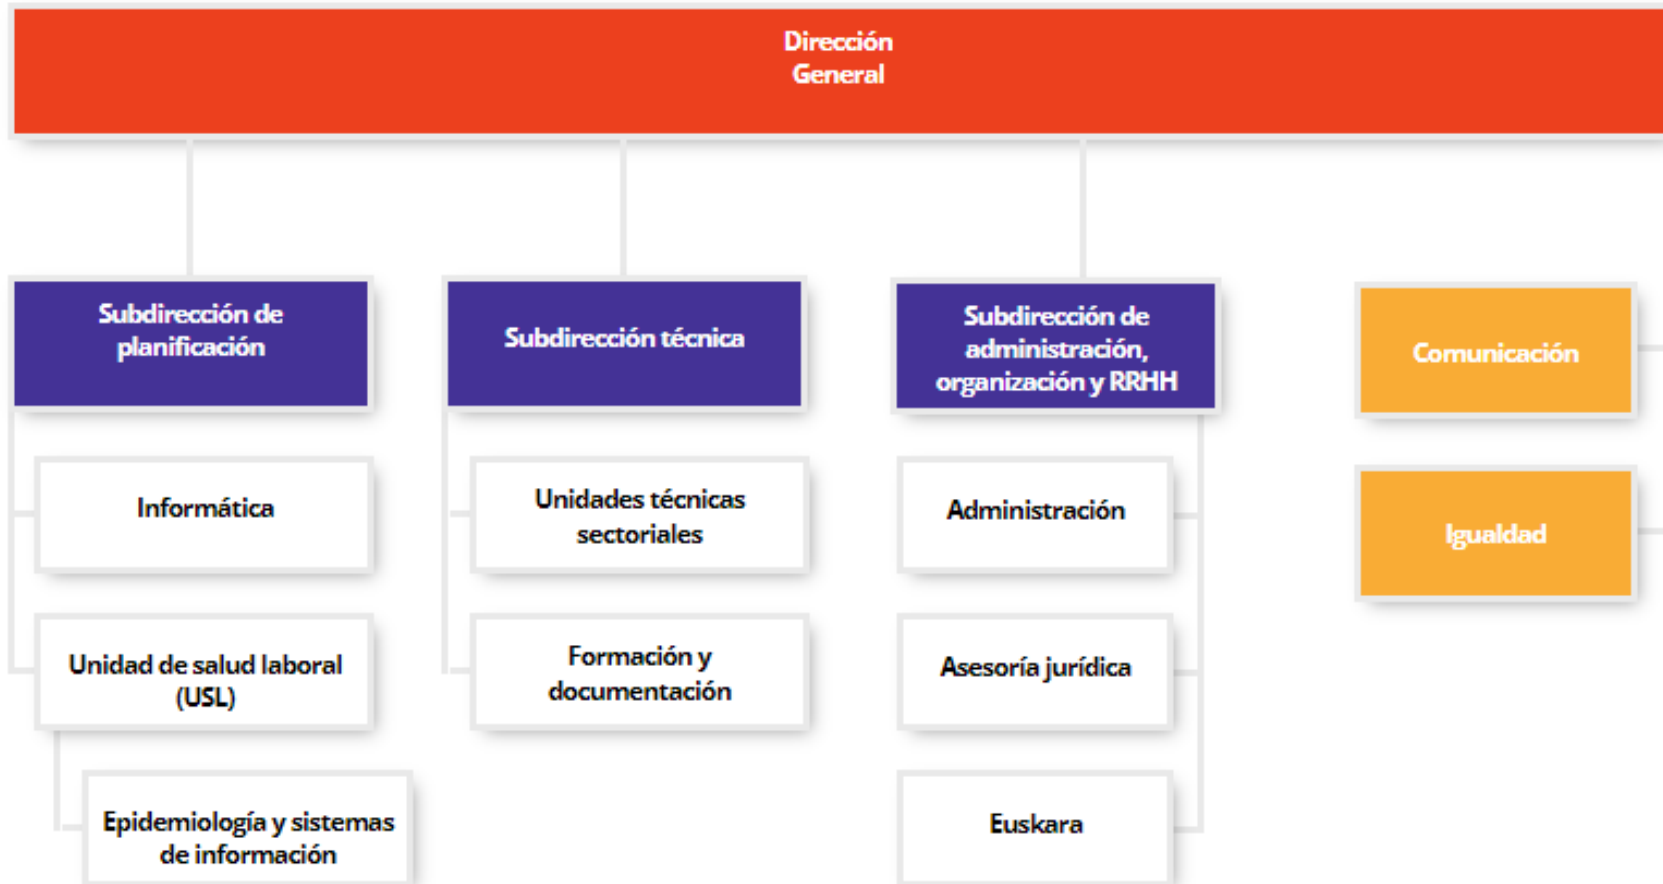 Dirección
General
Subdirección de
planificación
Informática
Unidad de salud laboral
(USL)
Epidemiología y sistemas
de información
Subdirección técnica
Unidades técnicas
sectoriales
Formación y
documentación
Subdirección de
administración,
organización y RRHH
Administración
Asesoría jurídica
Euskara
Comunicación
Igualdad